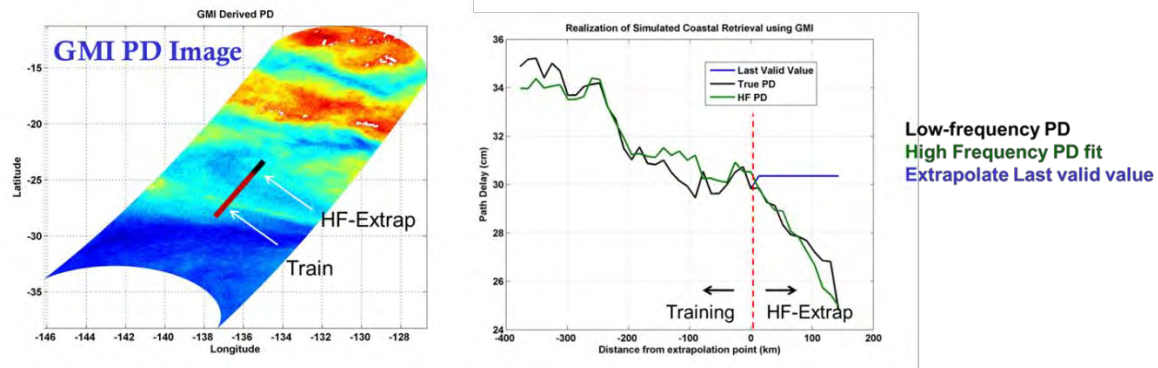 GMI Derived PD
GMI PD Image
-15
-20
-25
-30
-35
Latitude
HF-Extrap
Train
-146 -144 -142 -140 -138 -136 -134 -132 -130 -128
Longitude
Realization of Simulated Coastal Retrieval using GMI
36
34
32
30
28
26
24
Path Delay (cm)
Last Valid Value
True PD
HF PD
Training
HF-Extrap
-400 -300 -200 -100 0 100 200
Distance from extrapolation point (km)
Low-frequency PD
High Frequency PD fit
Extrapolate Last valid value